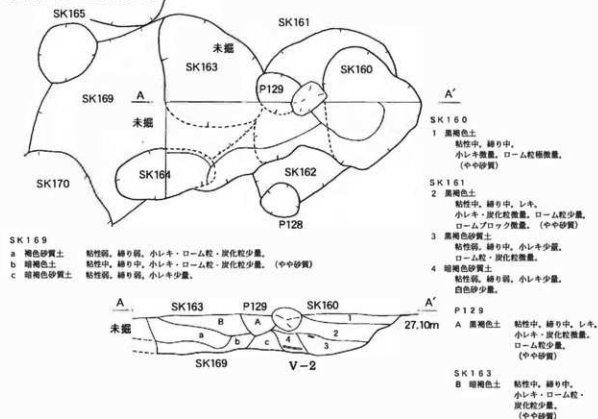 SK165
SK161
未掘
SK163
SK160
P129
SK169
A
A′
未掘
SK164
SK162
SK170
P128
SK160
1 黒褐色土
粘性中。締り中。
小レキ微量。ローム粒極微量。
(やや砂質)
SK161
2 黒褐色土
粘性中。締り中。レキ。
小レキ・炭化粒微量。ローム粒少量。
ロームブロック微量。(やや砂質)
3 黒褐色砂質土
粘性弱。締り中。小レキ少量。
ローム粒・炭化粒微量。
4 暗褐色砂質土
粘性弱。締り弱。小レキ少量。
白色砂少量。
P129
A 黒褐土 粘性中。締り中。レキ。
小レキ・炭化粒微量。
ローム粒少量。
(やや砂質)
SK163
B 暗褐色土 粘性中。締り中。
小レキ・ローム粒・
炭化粒少量。
(やや砂質)
SK169
a 褐色砂質土 粘性弱。締り弱。小レキ・ローム粒・炭化粒少量。
b 暗褐色土 粘性中。締り中。小レキ・ローム粒・炭化粒少量。(やや砂質)
c 暗褐色砂質土 粘性弱。締り弱。小レキ少量。
A
SK163
P129
SK160
A′
未掘
B
A
1
27.10m
a
b
c
4
2
3
SK169
V-2